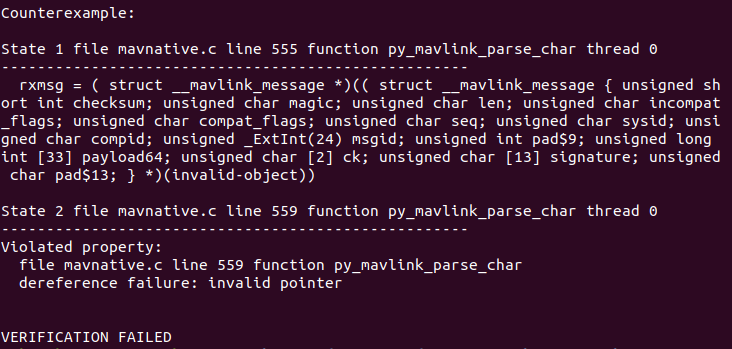 Counterexample:
State 1 file mavnative.c line 555 function py_mavlink_parse_char thread 0
----------------------------------------------------
  rxmsg = ( struct __mavlink_message *)(( struct __mavlink_message { unsigned sh
ort int checksum; unsigned char magic; unsigned char len; unsigned char incompat
_flags; unsigned char compat_flags; unsigned char seq; unsigned char sysid; unsi
gned char compid; unsigned _ExtInt(24) msgid; unsigned int pad$9; unsigned long
int [33] payload64; unsigned char [2] ck; unsigned char [13] signature; unsigned
 char pad$13; } *)(invalid-object))
State 2 file mavnative.c line 559 function py_mavlink_parse_char thread 0
----------------------------------------------------
Violated property:
  file mavnative.c line 559 function py_mavlink_parse_char
  dereference failure: invalid pointer
VERIFICATION FAILED